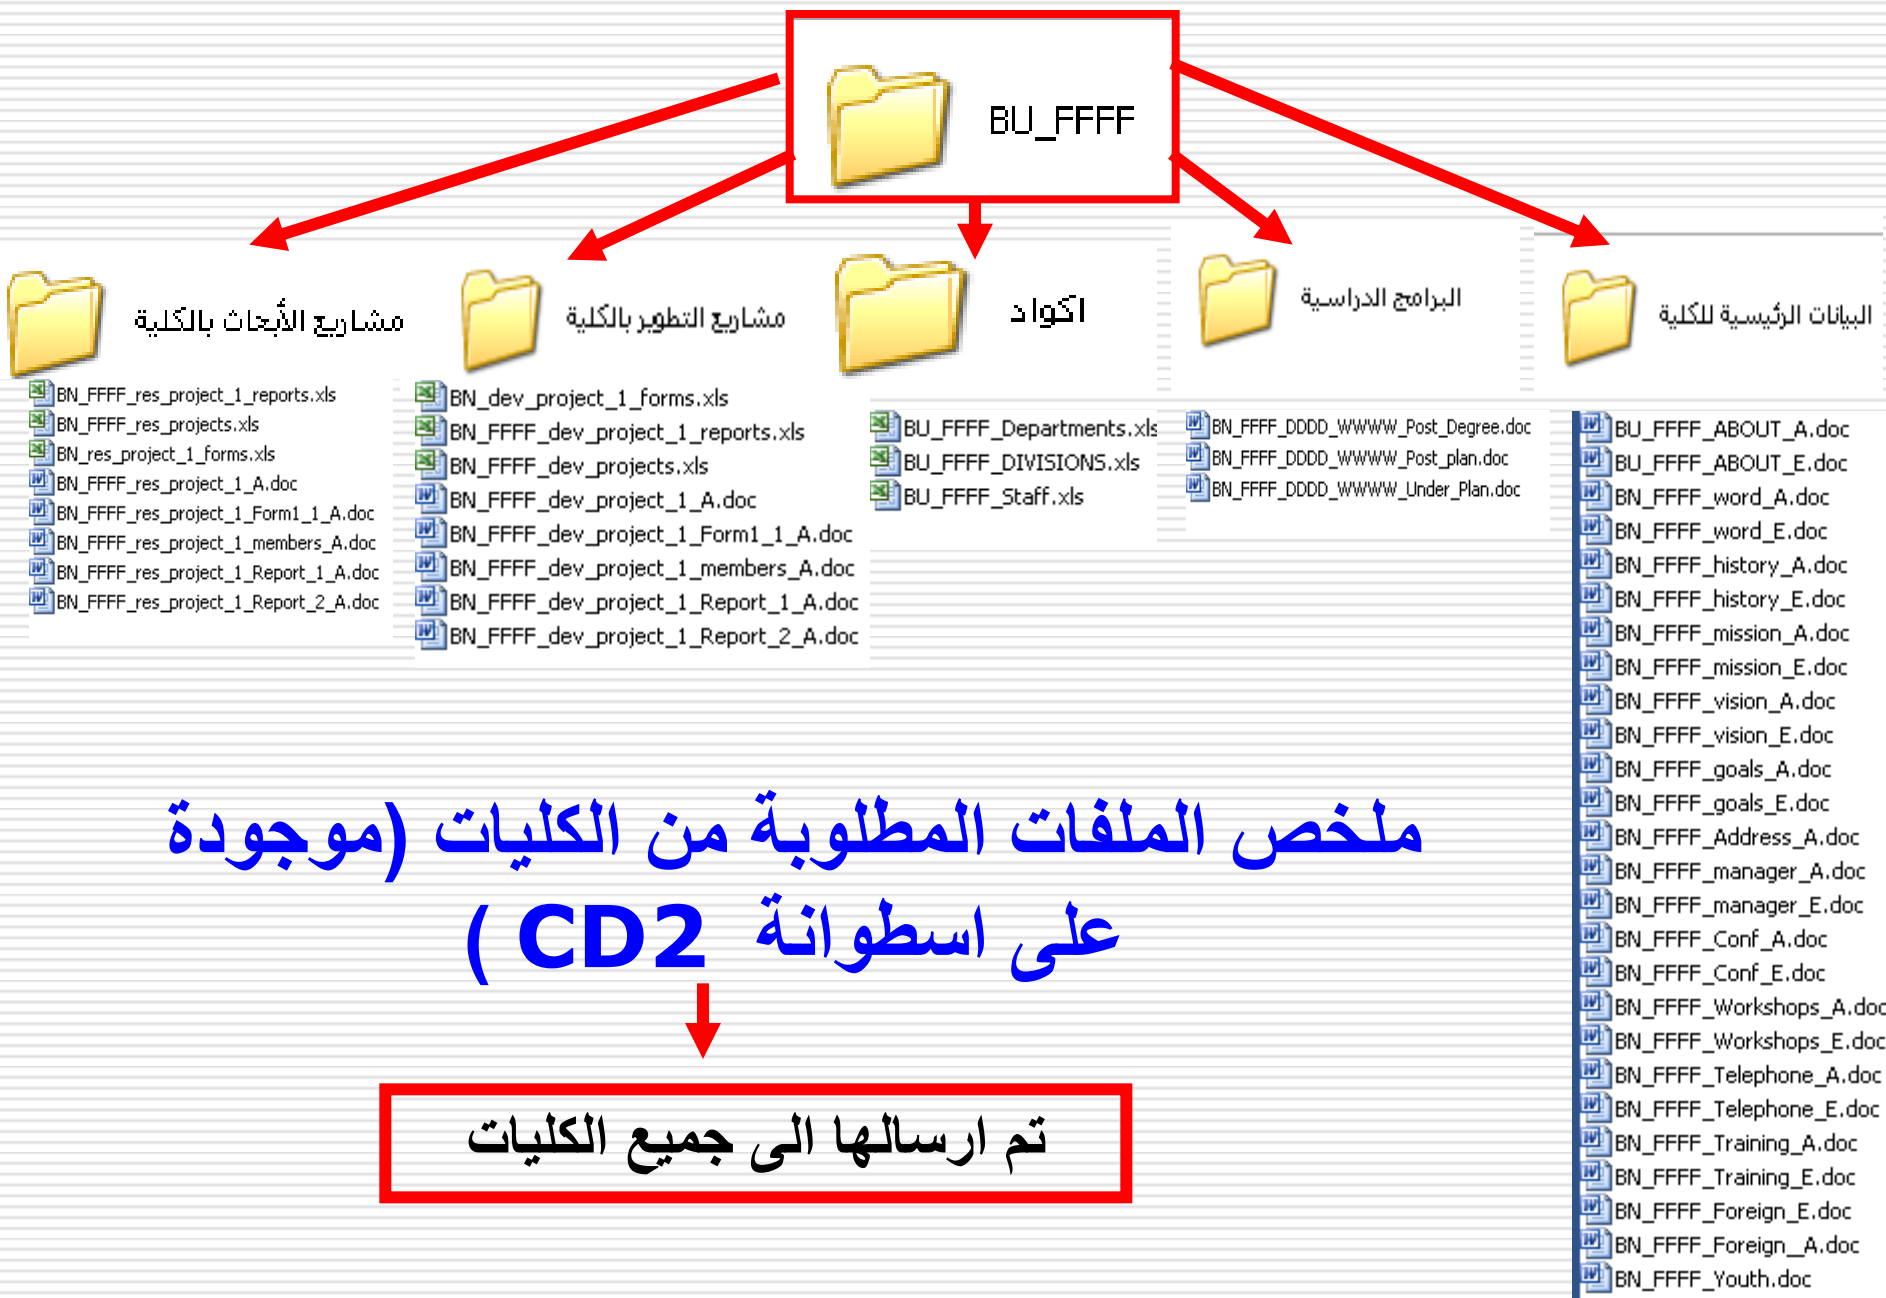 BU_FFFF
مشاريع الأبحاث بالكلية
مشاريع التطوير بالكلية
اكواد
البرامج الدراسية
البيانات الرئيسية للكلية
BN_FFFF_res_project_1_reports.xls
BN_FFFF_res_projects.xls
BN_res_project_1_forms.xls
BN_FFFF_res_project_1_A.doc
BN_FFFF_res_project_1_Form1_1_A.doc
BN_FFFF_res_project_1_members_A.doc
BN_FFFF_res_project_1_Report_1_A.doc
BN_FFFF_res_project_1_Report_2_A.doc
BN_dev_project_1_forms.xls
BN_FFFF_dev_project_1_reports.xls
BN_FFFF_dev_projects.xls
BN_FFFF_dev_project_1_A.doc
BN_FFFF_dev_project_1_Form1_1_A.doc
BN_FFFF_dev_project_1_members_A.doc
BN_FFFF_dev_project_1_Report_1_A.doc
BN_FFFF_dev_project_1_Report_2_A.doc
BU_FFFF_Departments.xls
BU_FFFF_DIVISIONS.xls
BU_FFFF_Staff.xls
BN_FFFF_DDDD_WWWW_Post_Degree.doc
BN_FFFF_DDDD_WWWW_Post_plan.doc
BN_FFFF_DDDD_WWWW_Under_Plan.doc
BU_FFFF_ABOUT_A.doc
BU_FFFF_ABOUT_E.doc
BN_FFFF_word_A.doc
BN_FFFF_word_E.doc
BN_FFFF_history_A.doc
BN_FFFF_history_E.doc
BN_FFFF_mission_A.doc
BN_FFFF_mission_E.doc
BN_FFFF_vision_A.doc
BN_FFFF_vision_E.doc
BN_FFFF_goals_A.doc
BN_FFFF_goals_E.doc
BN_FFFF_Address_A.doc
BN_FFFF_manager_A.doc
BN_FFFF_manager_E.doc
BN_FFFF_Conf_A.doc
BN_FFFF_Conf_E.doc
BN_FFFF_Workshops_A.doc
BN_FFFF_Workshops_E.doc
BN_FFFF_Telephone_A.doc
BN_FFFF_Telephone_E.doc
BN_FFFF_Training_A.doc
BN_FFFF_Training_E.doc
BN_FFFF_Foreign_E.doc
BN_FFFF_Foreign__A.doc
BN_FFFF_Youth.doc
ملخص الملفات المطلوبة من الكليات (موجودة
على اسطوانة CD2 )
تم ارسالها الى جميع الكليات